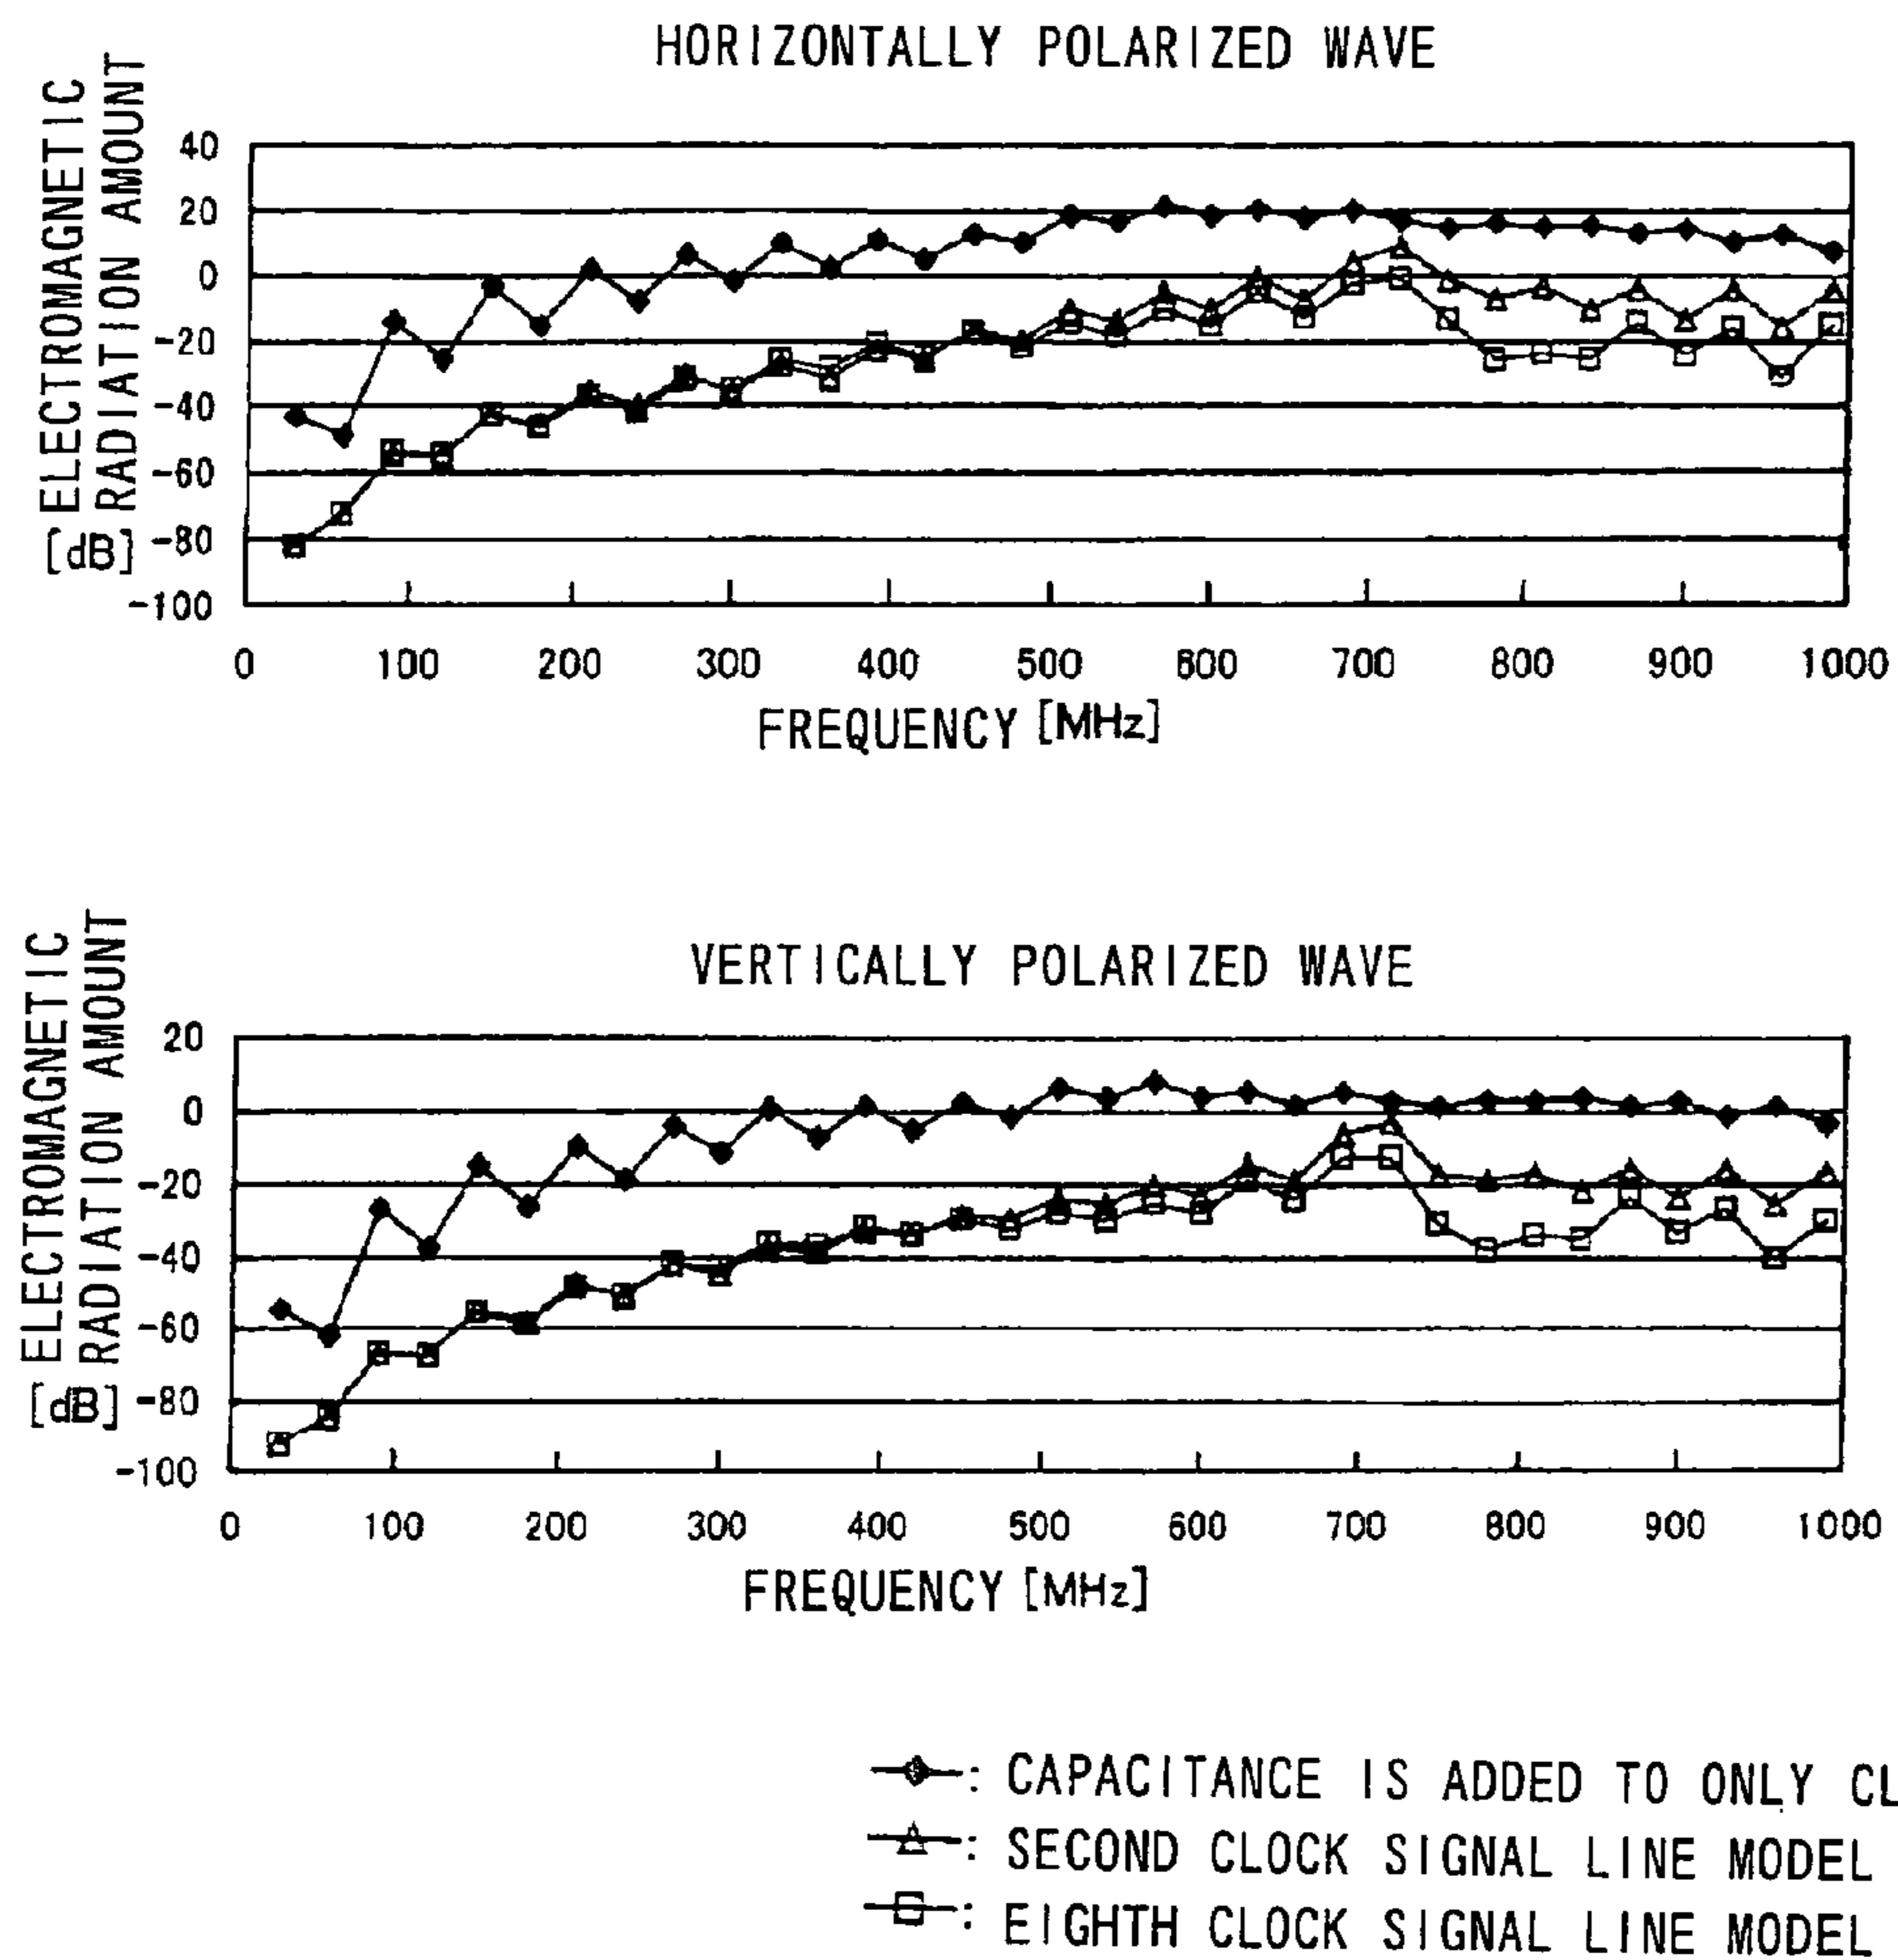 HORIZONTALLY POLARIZED WAVE
ELECTROMAGNETIC
RADIATION AMOUNT
[dB]
40
20
0
-20
-40
-60
-80
-100
0 100 200 300 400 500 600 700 800 900 1000
FREQUENCY [MHz]
VERTICALLY POLARIZED WAVE
ELECTROMAGNETIC
RADIATION AMOUNT
[dB]
20
0
-20
-40
-60
-80
-100
0 100 200 300 400 500 600 700 800 900 1000
FREQUENCY [MHz]
: CAPACITANCE IS ADDED TO ONLY CL
: SECOND CLOCK SIGNAL LINE MODEL
: EIGHTH CLOCK SIGNAL LINE MODEL